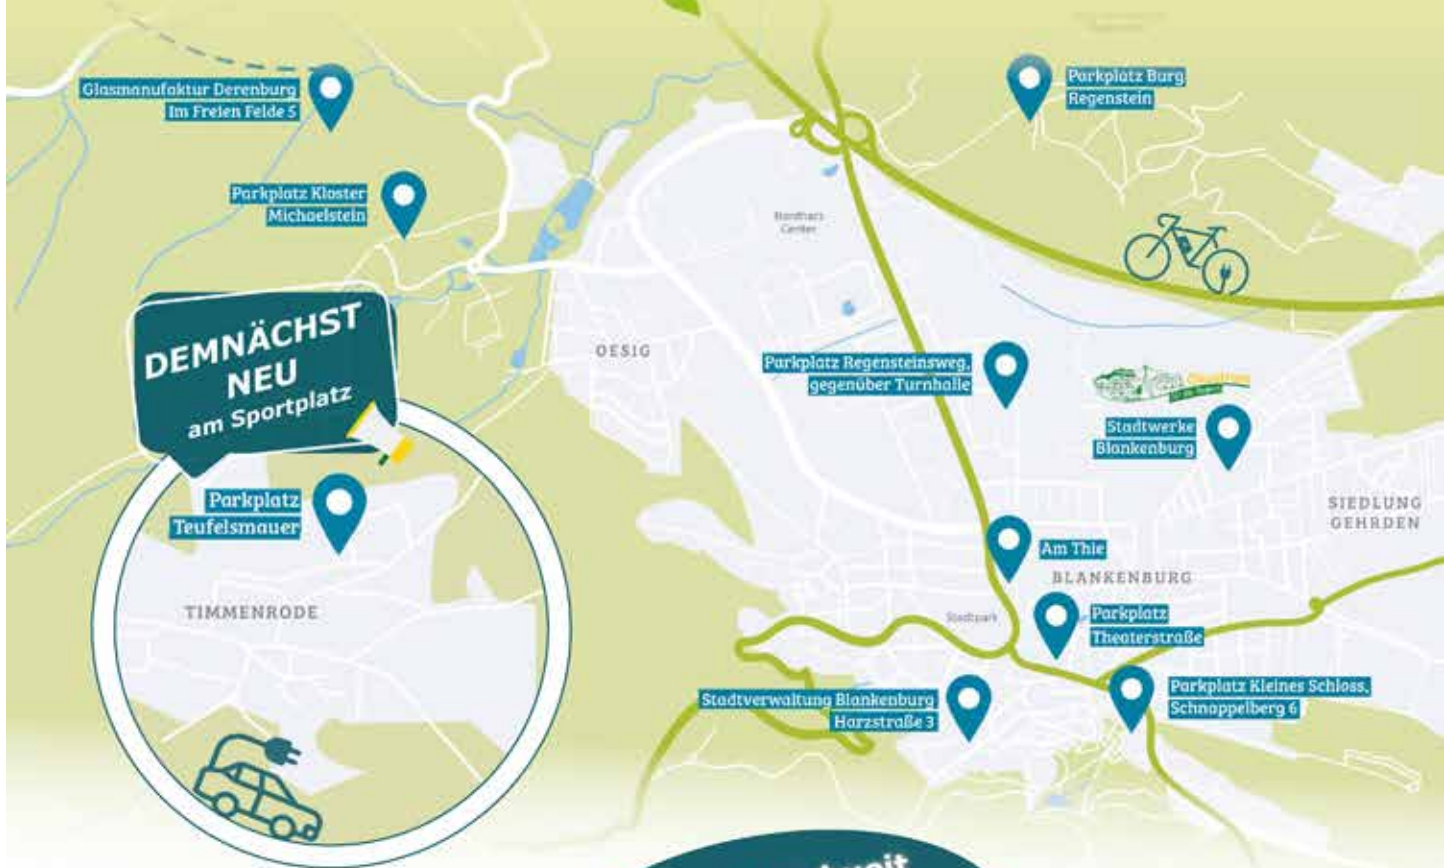 Glasmanufaktur Derenburg
Im Freien Felde 5
Parkplatz Burg
Regenstein
Parkplatz Kloster
Michaelstein
Nordharz
Center
DEMNÄCHST
NEU
am Sportplatz
OESIG
Parkplatz Regensteinsweg,
gegenüber Turnhalle
Stadtwerke
Blankenburg
Parkplatz
Teufelsmauer
SIEDLUNG
GEHRDEN
Am Thie
BLANKENBURG
TIMMENRODE
Stadtpark
Parkplatz
Theaterstraße
Stadtverwaltung Blankenburg
Harzstraße 3
Parkplatz Kleines Schloss,
Schnappelberg 6